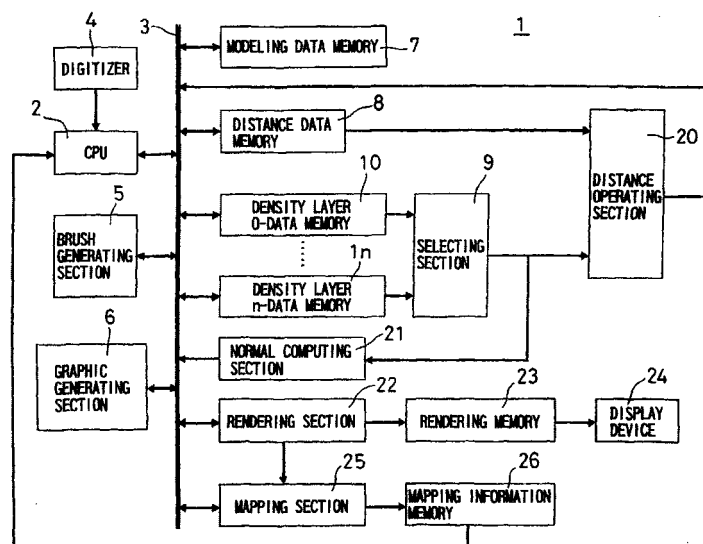 1
4
3
DIGITIZER
MODELING DATA MEMORY
7
2
CPU
8
DISTANCE DATA
MEMORY
20
DISTANCE
OPERATING
SECTION
10
9
DENSITY LAYER
0-DATA MEMORY
5
BRUSH
GENERATING
SECTION
SELECTING
SECTION
1n
DENSITY LAYER
n-DATA MEMORY
6
GRAPHIC
GENERATING
SECTION
21
NORMAL COMPUTING
SECTION
22
RENDERING SECTION
23
RENDERING MEMORY
24
DISPLAY
DEVICE
25
MAPPING SECTION
26
MAPPING INFORMATION
MEMORY